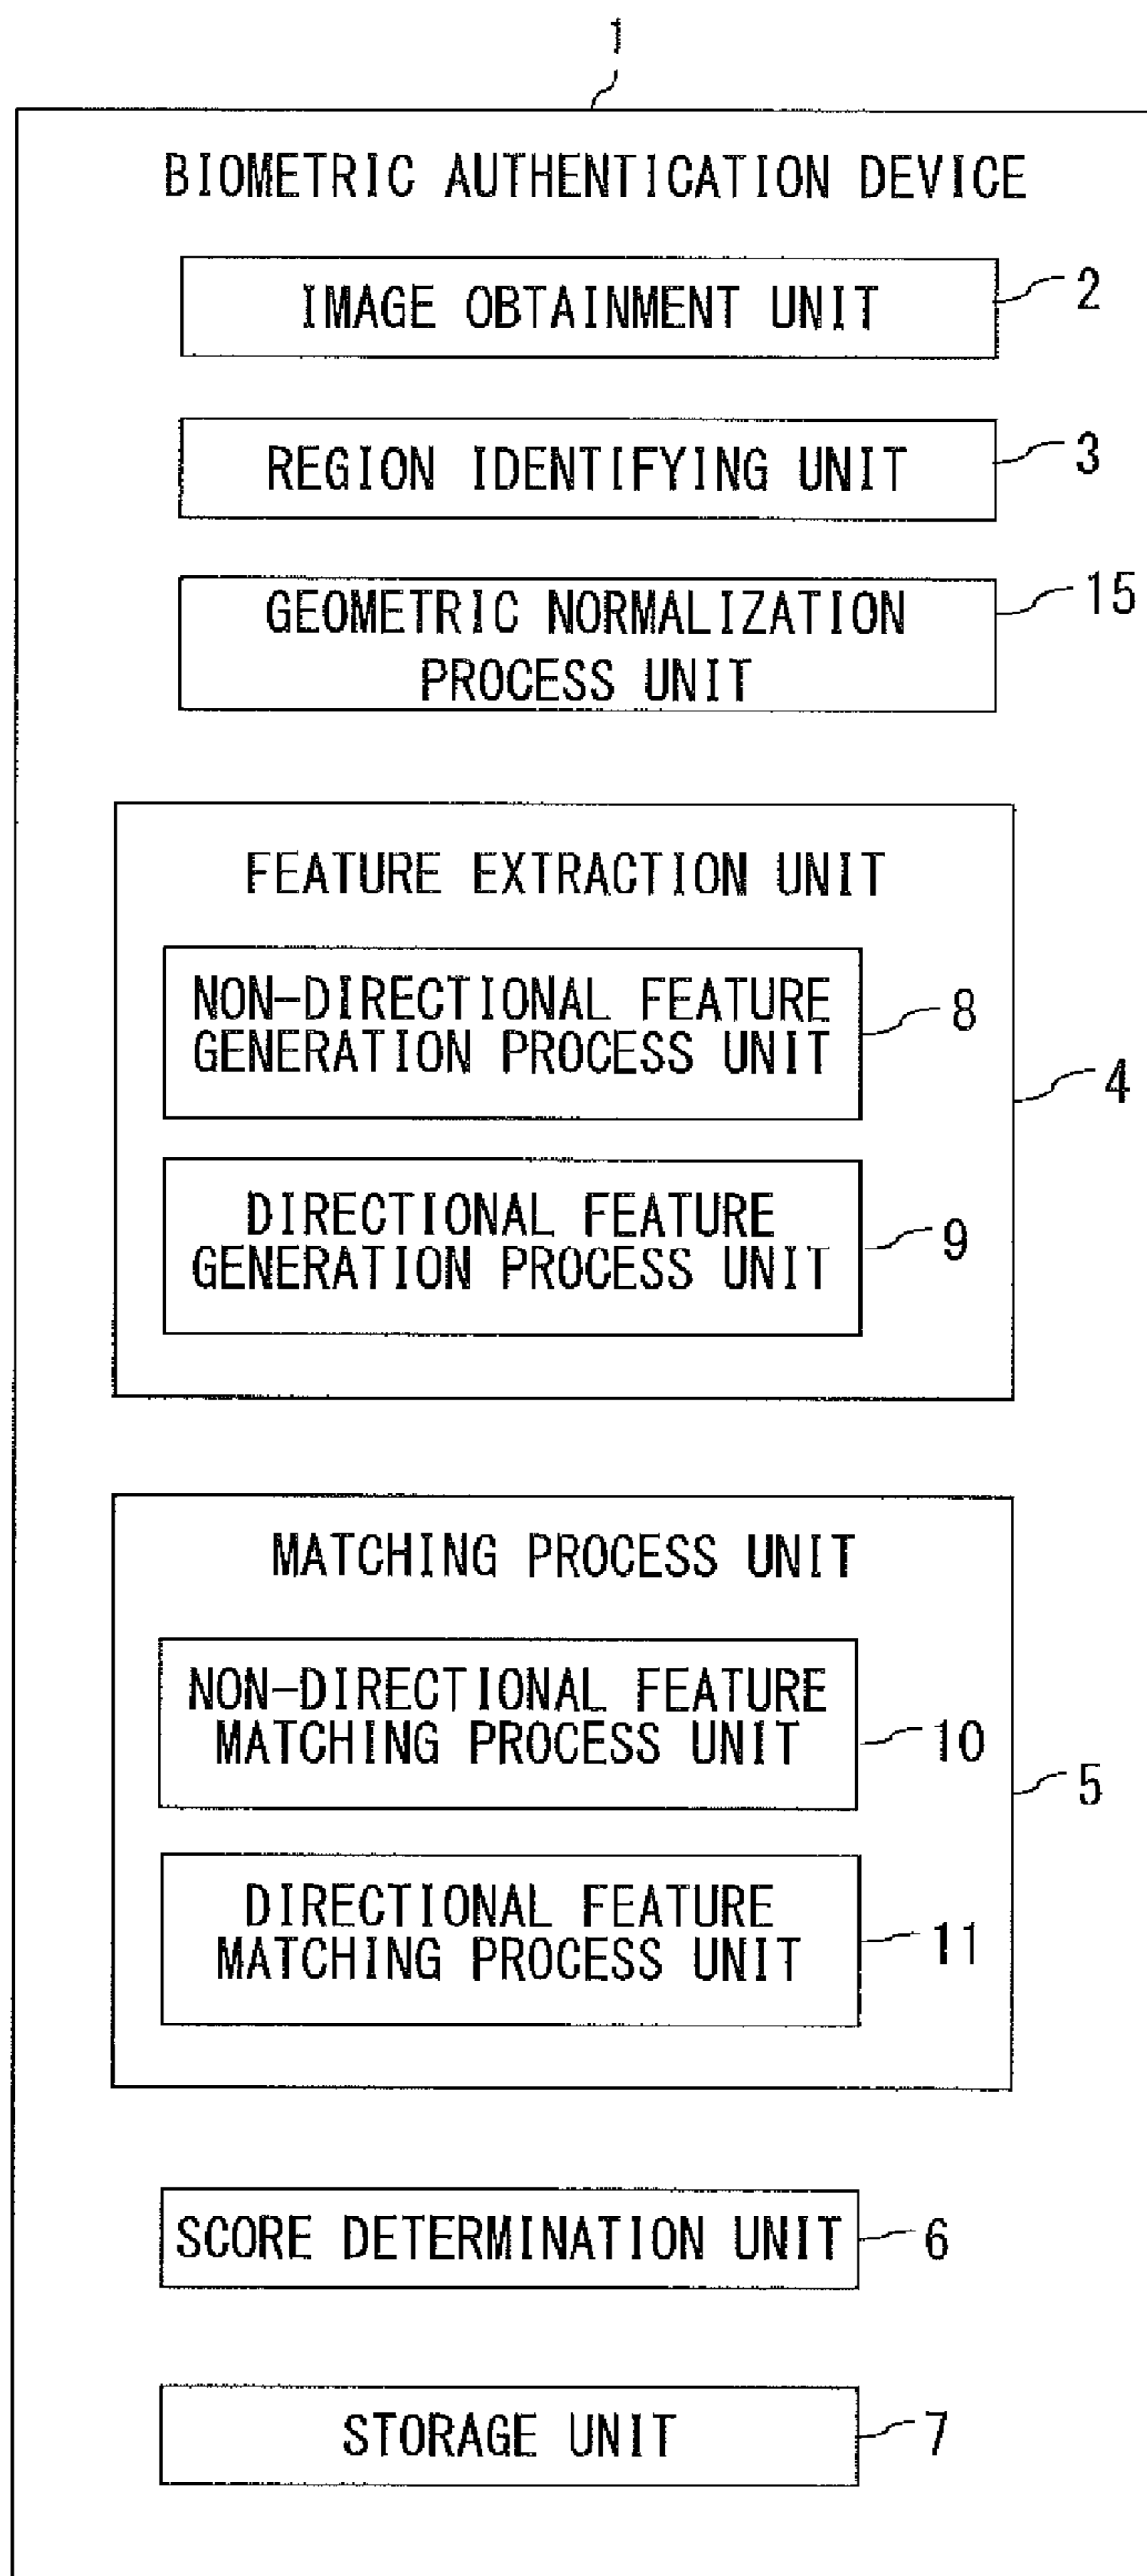 1
BIOMETRIC AUTHENTICATION DEVICE
IMAGE OBTAINMENT UNIT
2
REGION IDENTIFYING UNIT
3
GEOMETRIC NORMALIZATION
PROCESS UNIT
15
FEATURE EXTRACTION UNIT
NON-DIRECTIONAL FEATURE
GENERATION PROCESS UNIT
8
4
DIRECTIONAL FEATURE
GENERATION PROCESS UNIT
9
MATCHING PROCESS UNIT
NON-DIRECTIONAL FEATURE
MATCHING PROCESS UNIT
10
5
DIRECTIONAL FEATURE
MATCHING PROCESS UNIT
11
SCORE DETERMINATION UNIT
6
STORAGE UNIT
7